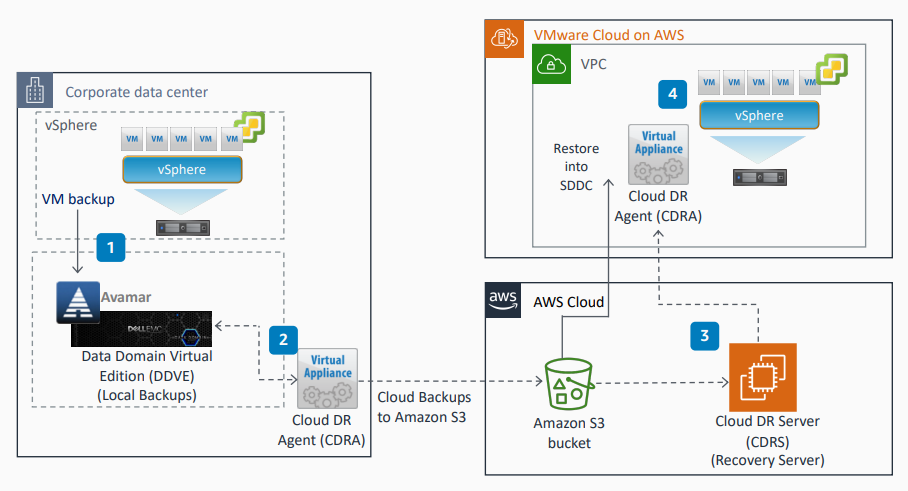 Corporate data center
vSphere
VM VM VM VM VM
vSphere
VM backup
1
Avamar
DELLEMC
Data Domain Virtual
Edition (DDVE)
(Local Backups)
2
Virtual
Appliance
Cloud DR
Agent (CDRA)
Cloud Backups
to Amazon S3
VMware Cloud on AWS
VPC
4
VM VM VM VM VM
vSphere
Restore
into
SDDC
Virtual
Appliance
Cloud DR
Agent (CDRA)
aws
AWS Cloud
3
Amazon S3
bucket
Cloud DR Server
(CDRS)
(Recovery Server)